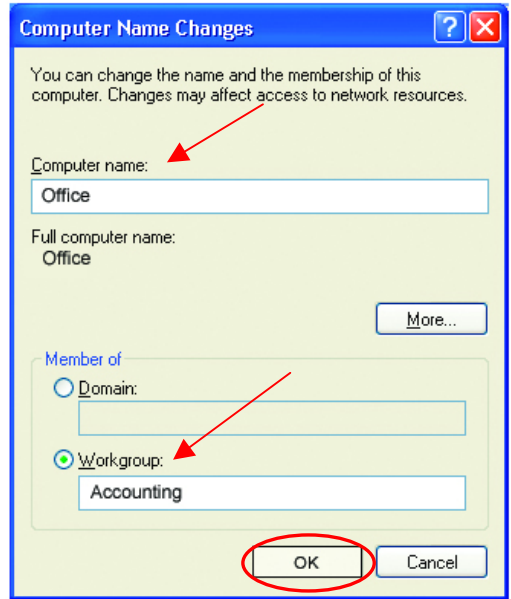 Computer Name Changes
You can change the name and the membership of this
computer. Changes may affect access to network resources.
Computer name:
Office
Full computer name:
Office
More...
Member of
Domain:
Workgroup:
Accounting
OK
Cancel